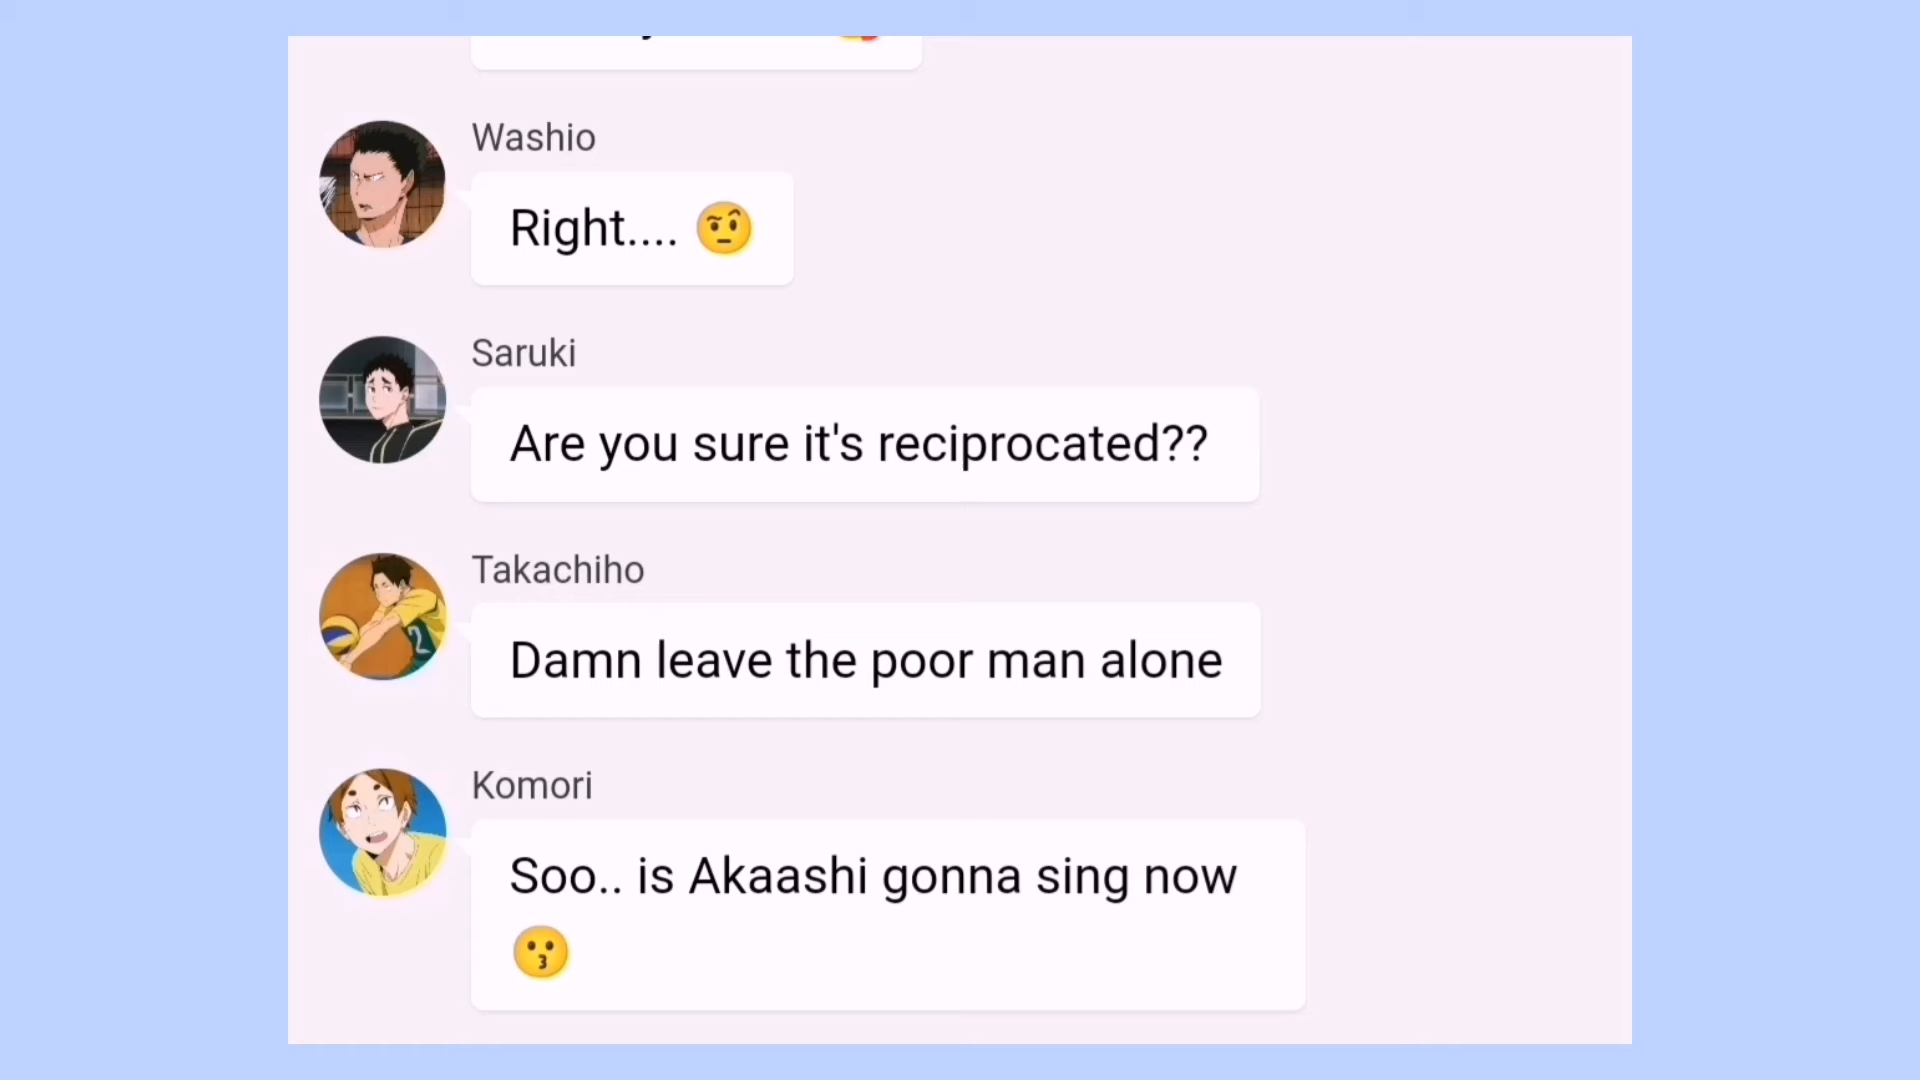 Washio
Right.... 🤨
Saruki
Are you sure it's reciprocated??
Takachiho
Damn leave the poor man alone
Komori
Soo.. is Akaashi gonna sing now
😗